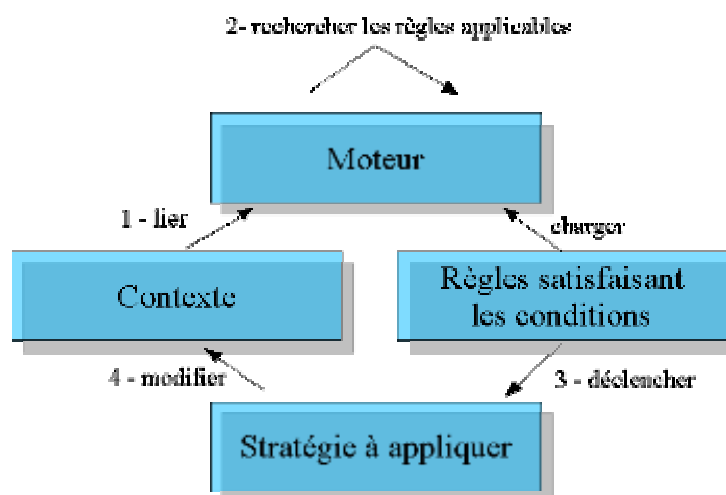 2- rechercher les règles applicables
Moteur
1 - lier
charger
Contexte
Règles satisfaisant
les conditions
4 - modifier
3 - déclencher
Stratégie à appliquer